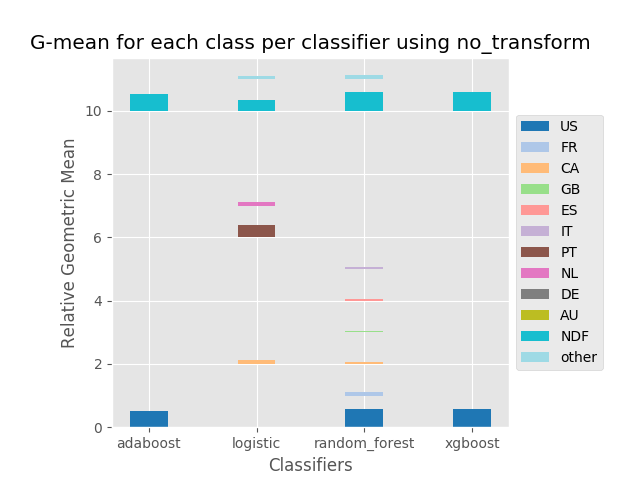 G-mean for each class per classifier using no_transform
Relative Geometric Mean
10
8
6
4
2
0
adaboost
logistic
random_forest
xgboost
Classifiers
US
FR
CA
GB
ES
IT
PT
NL
DE
AU
NDF
other